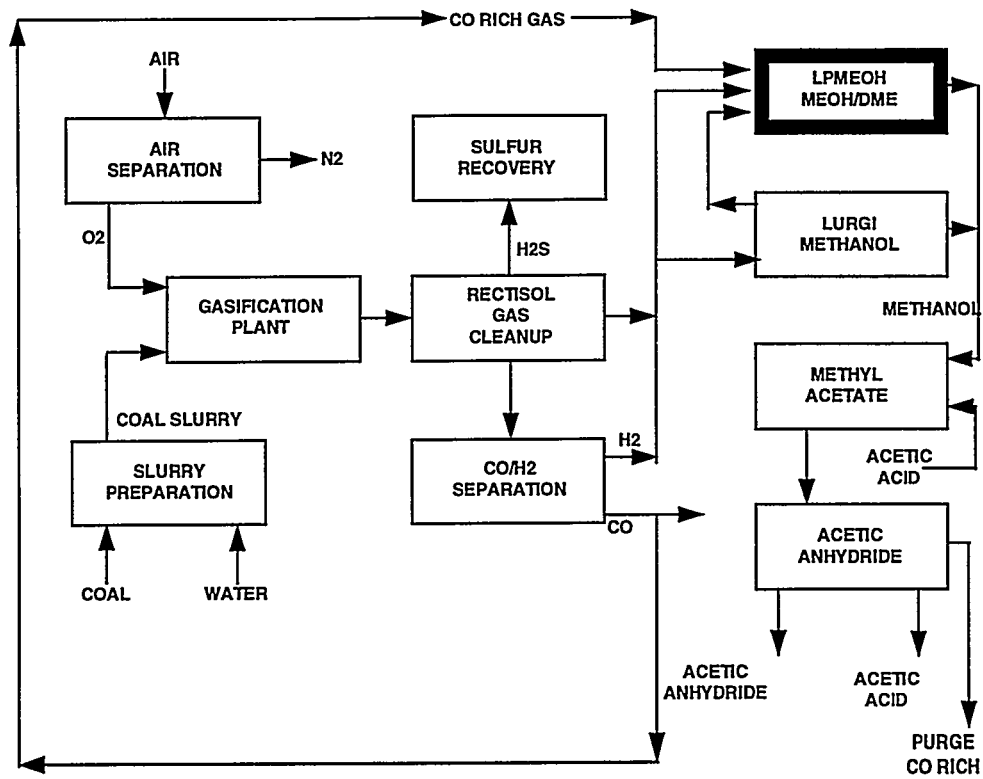 CO RICH GAS
AIR
LPMEOH
MEOH/DME
AIR
SEPARATION
N2
SULFUR
RECOVERY
O2
H2S
LURGI
METHANOL
GASIFICATION
PLANT
RECTISOL
GAS
CLEANUP
METHANOL
METHYL
ACETATE
COAL SLURRY
SLURRY
PREPARATION
CO/H2
SEPARATION
H2
CO
ACETIC
ACID
ACETIC
ANHYDRIDE
COAL
WATER
ACETIC
ANHYDRIDE
ACETIC
ACID
PURGE
CO RICH